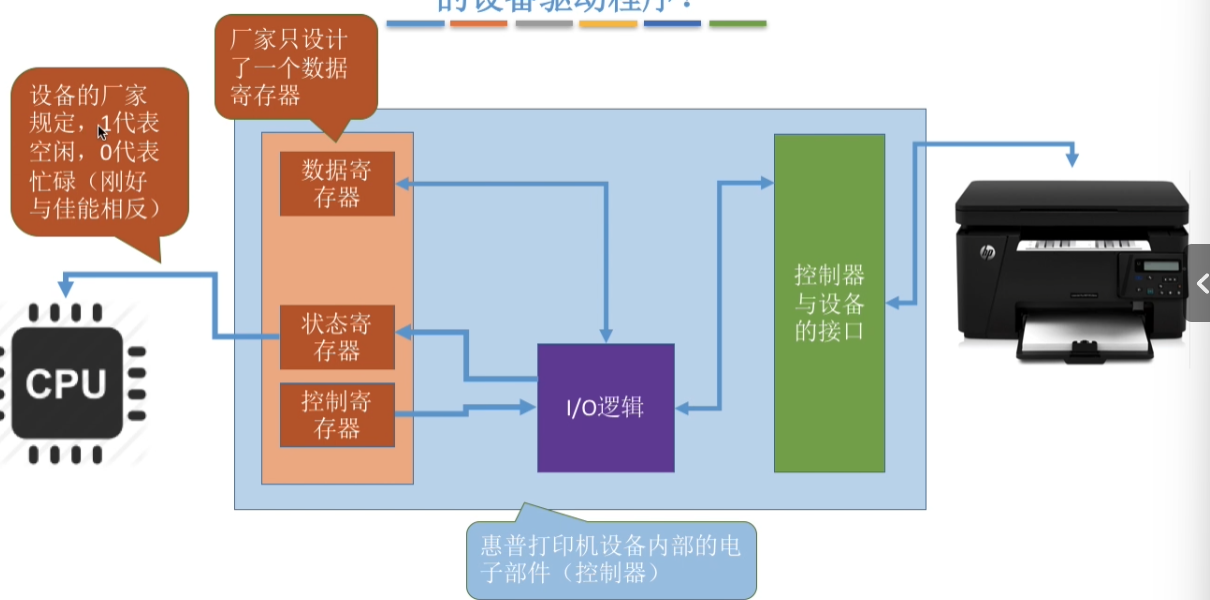 的设备驱动程序？
厂家只设计
了一个数据
寄存器
设备的厂家
规定，1代表
空闲，0代表
忙碌（刚好
与佳能相反）
数据寄
存器
状态寄
存器
控制寄
存器
CPU
I/O逻辑
控制器
与设备
的接口
hp
惠普打印机设备内部的电
子部件（控制器）